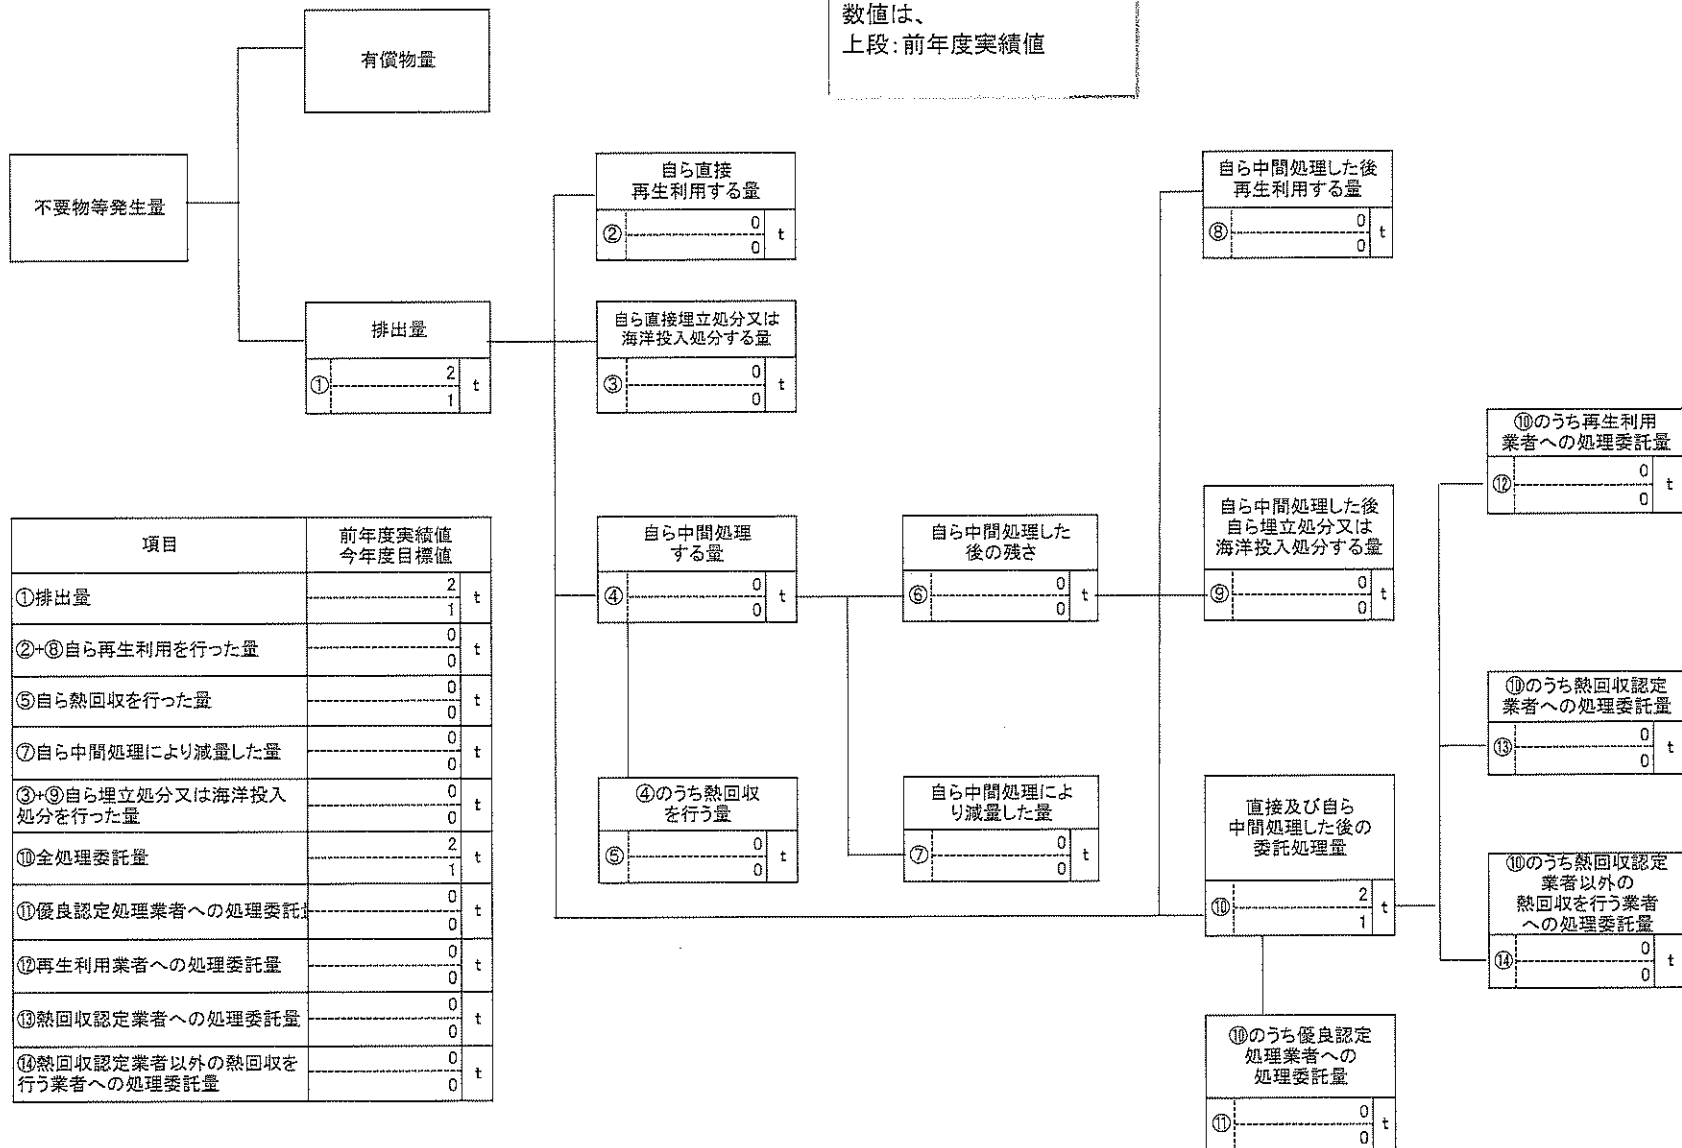 数値は、
上段:前年度実績値
有償物量
不要物等発生量
排出量
① 2 t
1
自ら直接
再生利用する量
② 0 t
0
自ら直接埋立処分又は
海洋投入処分する量
③ 0 t
0
自ら中間処理
する量
④ 0 t
0
④のうち熱回収
を行う量
⑤ 0 t
0
自ら中間処理した
後の残さ
⑥ 0 t
0
自ら中間処理によ
り減量した量
⑦ 0 t
0
自ら中間処理した後
再生利用する量
⑧ 0 t
0
自ら中間処理した後
自ら埋立処分又は
海洋投入処分する量
⑨ 0 t
0
直接及び自ら
中間処理した後の
委託処理量
⑩ 2 t
1
⑩のうち優良認定
処理業者への
処理委託量
⑪ 0 t
0
⑩のうち再生利用
業者への処理委託量
⑫ 0 t
0
⑩のうち熱回収認定
業者への処理委託量
⑬ 0 t
0
⑩のうち熱回収認定
業者以外の
熱回収を行う業者
への処理委託量
⑭ 0 t
0
項目 前年度実績値
今年度目標値
①排出量 2 t
1
②+⑧自ら再生利用を行った量 0 t
0
⑤自ら熱回収を行った量 0 t
0
⑦自ら中間処理により減量した量 0 t
0
③+⑨自ら埋立処分又は海洋投入
処分を行った量 0 t
0
⑩全処理委託量 2 t
1
⑪優良認定処理業者への処理委託 0 t
0
⑫再生利用業者への処理委託量 0 t
0
⑬熱回収認定業者への処理委託量 0 t
0
⑭熱回収認定業者以外の熱回収を
行う業者への処理委託量 0 t
0